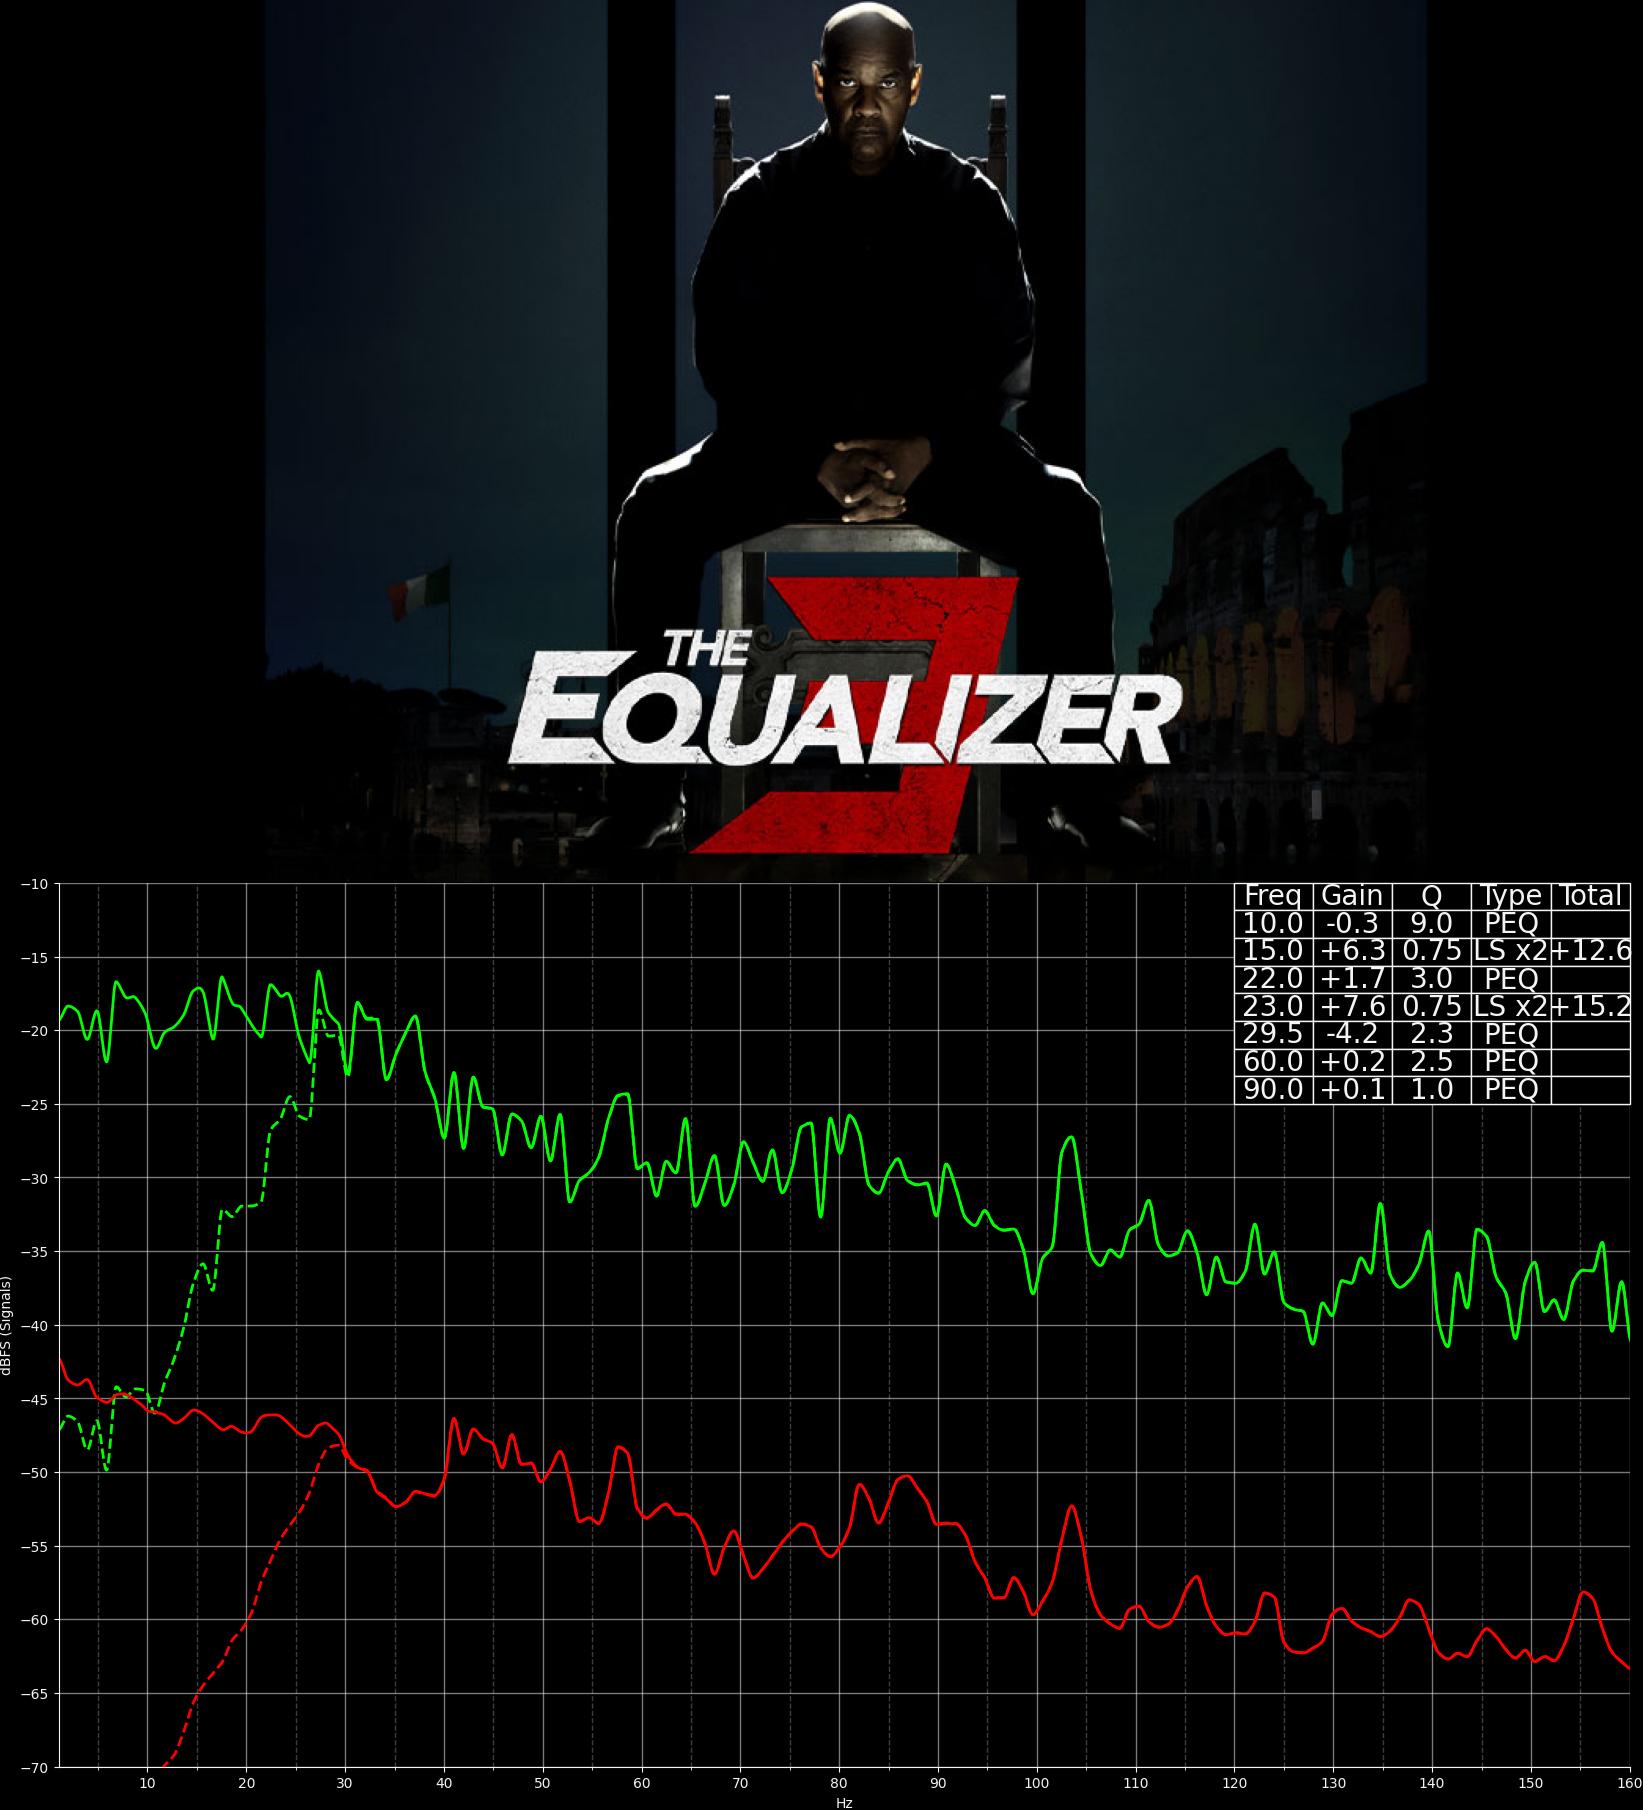 THE
EQUALIZER
3
Freq Gain Q Type Total
10.0 -0.3 9.0 PEQ
15.0 +6.3 0.75 LS x2 +12.6
22.0 +1.7 3.0 PEQ
23.0 +7.6 0.75 LS x2 +15.2
29.5 -4.2 2.3 PEQ
60.0 +0.2 2.5 PEQ
90.0 +0.1 1.0 PEQ
−10
−15
−20
−25
−30
−35
−40
−45
−50
−55
−60
−65
−70
dBFS (Signals)
10 20 30 40 50 60 70 80 90 100 110 120 130 140 150 160
Hz